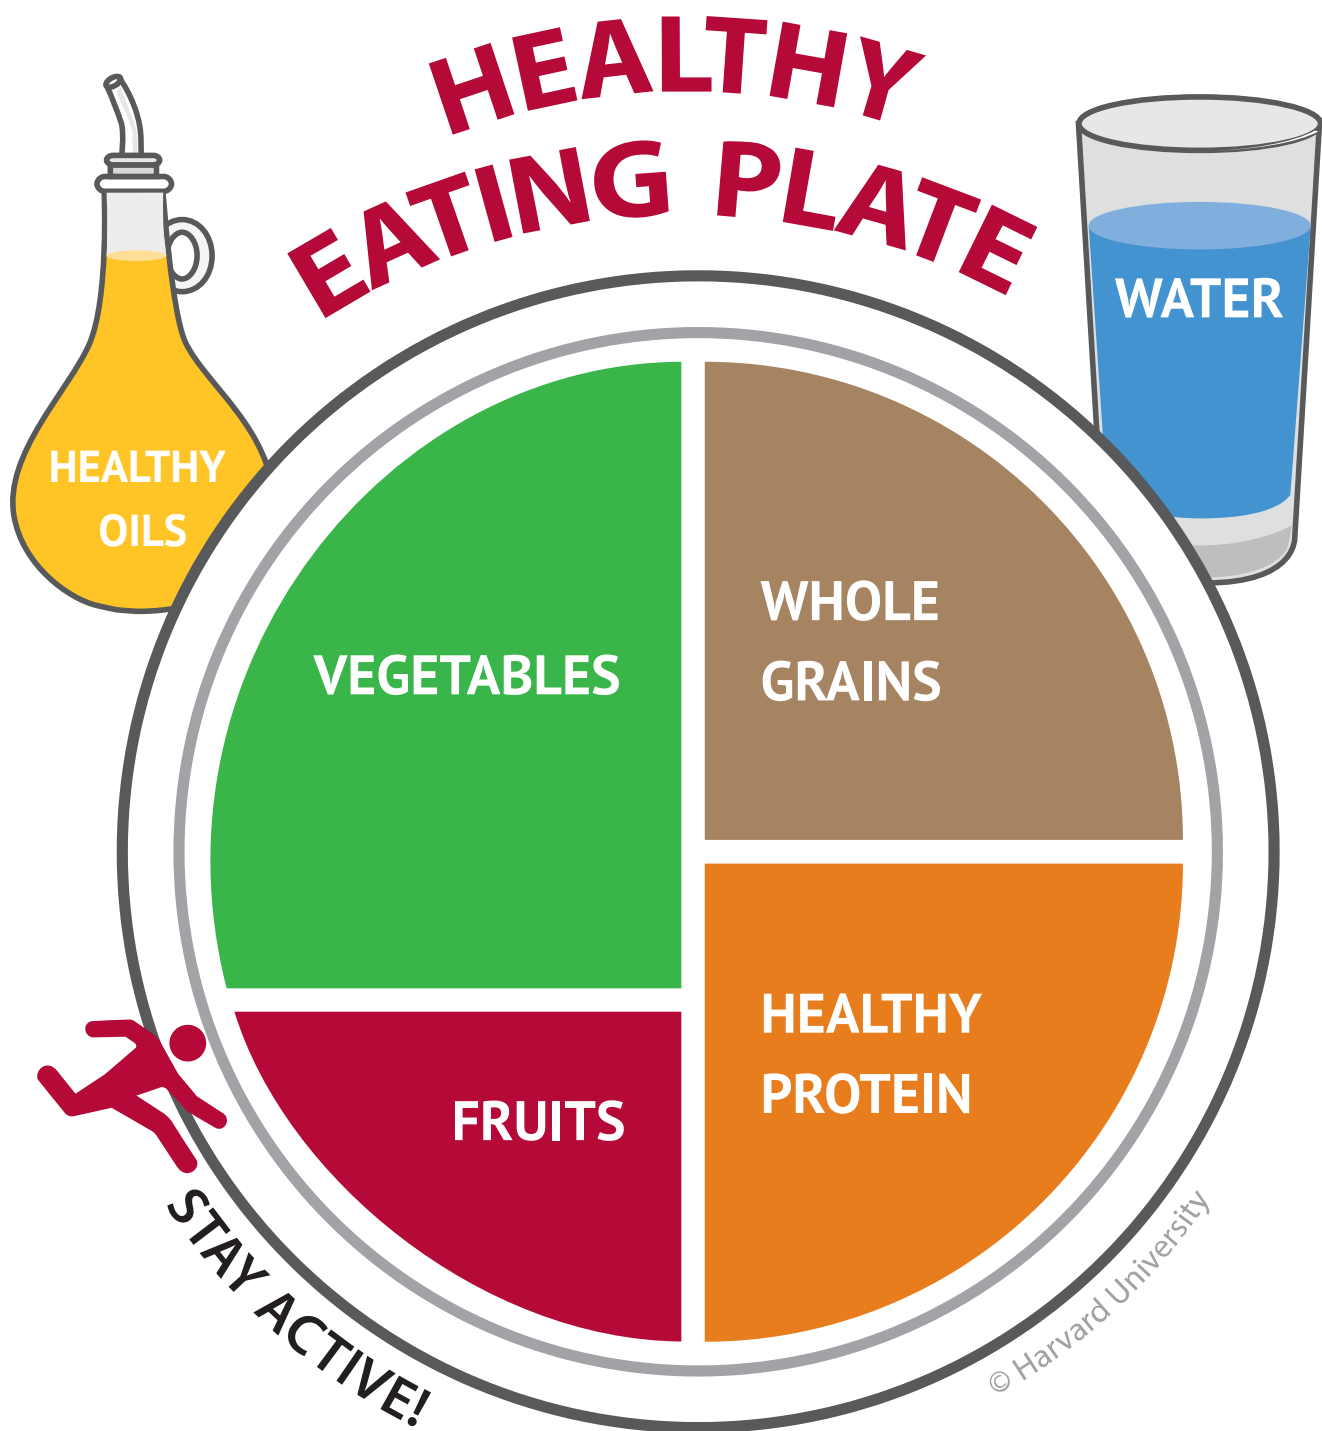 HEALTHY
EATING PLATE
HEALTHY
OILS
WATER
VEGETABLES
WHOLE
GRAINS
FRUITS
HEALTHY
PROTEIN
STAY ACTIVE!
© Harvard University